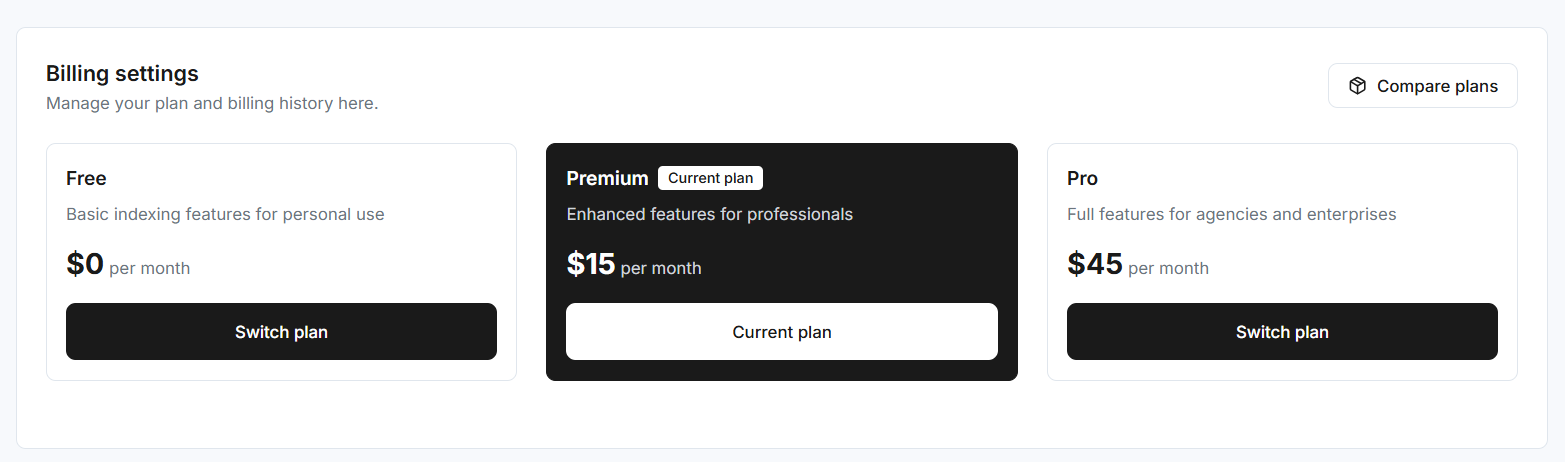 Billing settings
Manage your plan and billing history here.
Compare plans
Free
Basic indexing features for personal use
$0 per month
Switch plan
Premium Current plan
Enhanced features for professionals
$15 per month
Current plan
Pro
Full features for agencies and enterprises
$45 per month
Switch plan